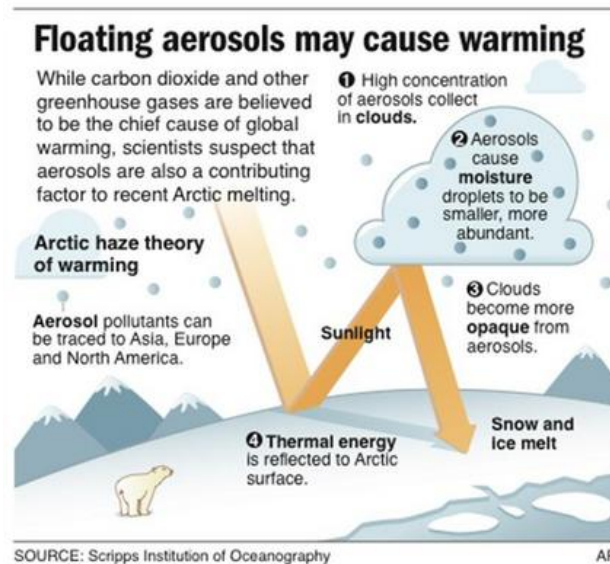 Floating aerosols may cause warming
While carbon dioxide and other
greenhouse gases are believed
to be the chief cause of global
warming, scientists suspect that
aerosols are also a contributing
factor to recent Arctic melting.
❶ High concentration
of aerosols collect
in clouds.
❷ Aerosols
cause
moisture
droplets to be
smaller, more
abundant.
Arctic haze theory
of warming
Aerosol pollutants can
be traced to Asia, Europe
and North America.
Sunlight
❸ Clouds
become more
opaque from
aerosols.
❹ Thermal energy
is reflected to Arctic
surface.
Snow and
ice melt
SOURCE: Scripps Institution of Oceanography